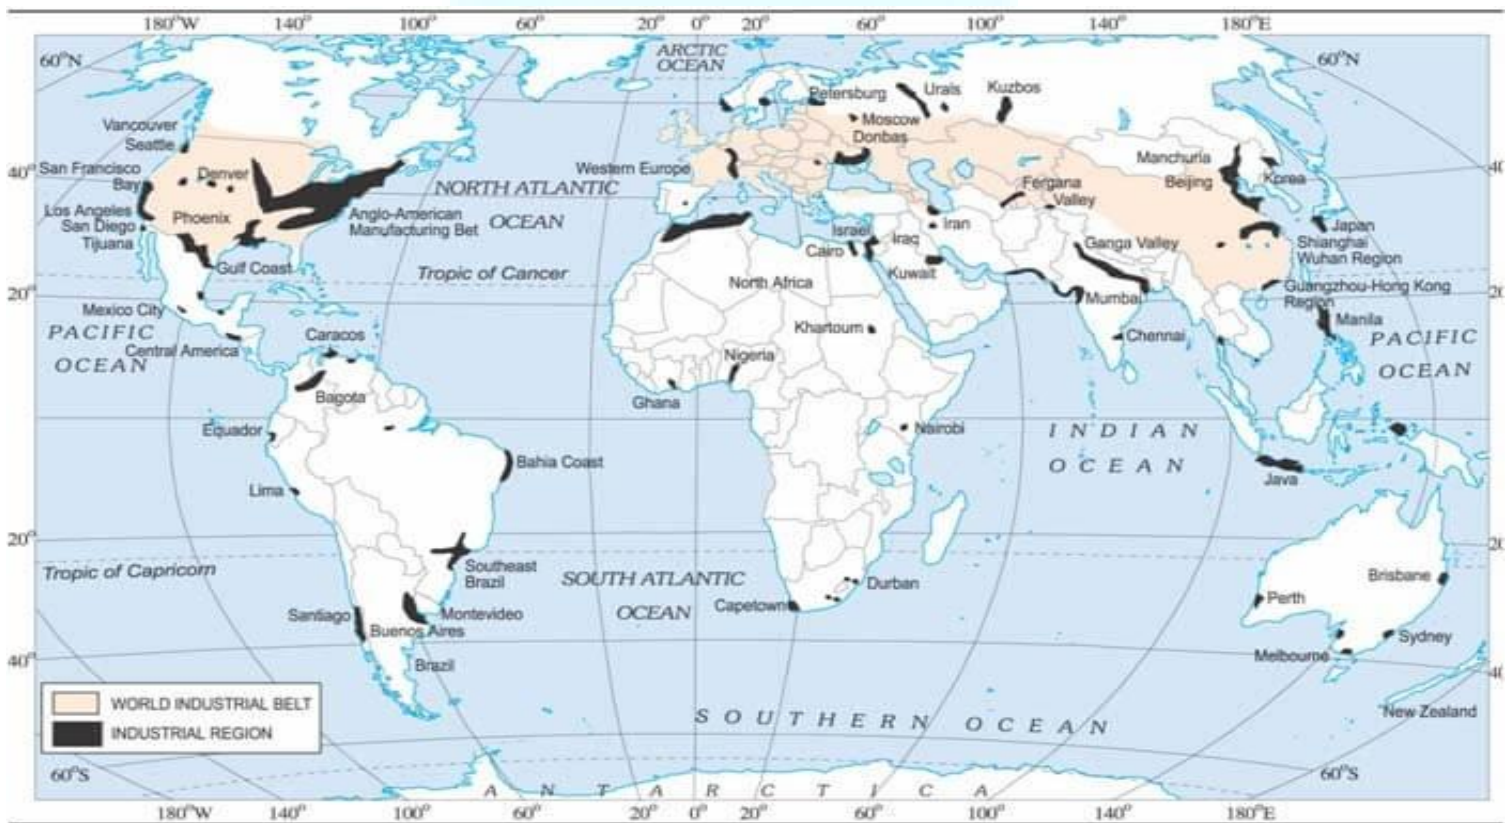 180°W 140° 100° 60° 20° 0° 20° 60° 100° 140° 180°E
ARCTIC
OCEAN
60°N
60°N
60°
20°
Petersburg
Urals
Kuzbos
Vancouver
Seattle
Moscow
Donbas
San Francisco
Bay
40°
Denver
Western Europe
NORTH ATLANTIC
OCEAN
Manchuria
Beijing
Korea
40
Fergana
Valley
Los Angeles
San Diego
Tijuana
Phoenix
Anglo-American
Manufacturing Bet
Israel
Iraq
Iran
Cairo
Kuwait
Ganga Valley
Japan
Shianghai
Wuhan Region
Gulf Coast
Tropic of Cancer
North Africa
Mumbai
Guangzhou-Hong Kong
Region
20°
20
Mexico City
PACIFIC
OCEAN
Central America
Caracos
Khartoum
Chennai
Manila
PACIFIC
OCEAN
Nigeria
Bagota
Ghana
Equador
Nairobi
INDIAN
OCEAN
Bahia Coast
Lima
Java
20°
20
Tropic of Capricorn
Southeast
Brazil
SOUTH ATLANTIC
OCEAN
Durban
Capetown
Brisbane
Perth
Santiago
Montevideo
Buenos Aires
Brazil
Sydney
Melbourne
40°
40
New Zealand
WORLD INDUSTRIAL BELT
INDUSTRIAL REGION
SOUTHERN OCEAN
60°S
60°S
ANTARCTICA
180°W 140° 100° 60° 20° 0° 20° 60° 100° 140° 180°E